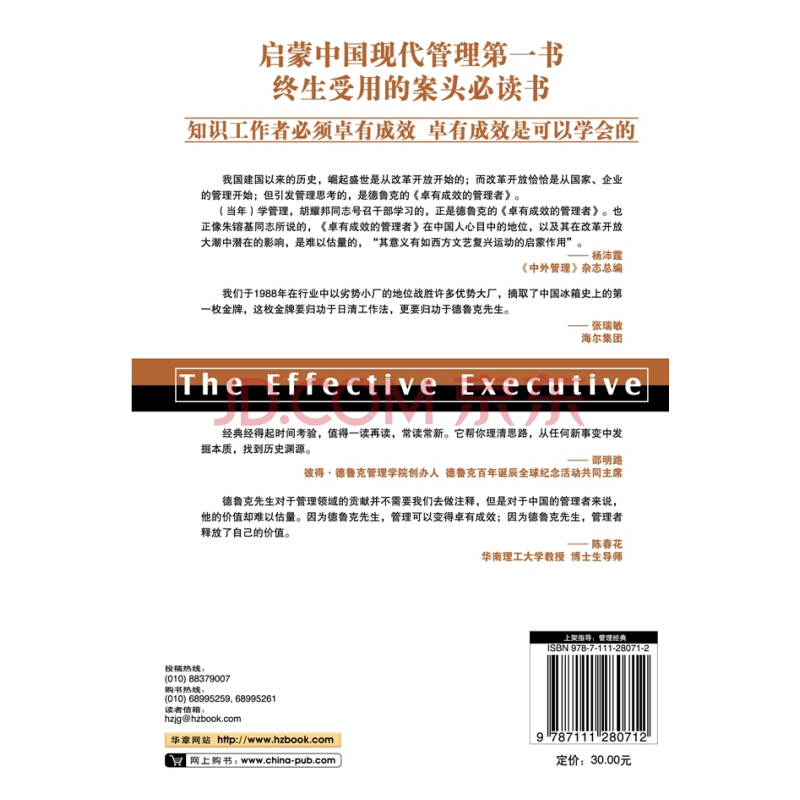 启蒙中国现代管理第一书
终生受用的案头必读书
知识工作者必须卓有成效 卓有成效是可以学会的
我国建国以来的历史，崛起盛世是从改革开放开始的；而改革开放恰恰是从国家、企业
的管理开始；但引发管理思考的，是德鲁克的《卓有成效的管理者》。
（当年）学管理，胡耀邦同志号召干部学习的，正是德鲁克的《卓有成效的管理者》。也
正像朱镕基同志所说的，《卓有成效的管理者》在中国人心目中的地位，以及其在改革开放
大潮中潜在的影响，是难以估量的，“其意义有如西方文艺复兴运动的启蒙作用”。
—— 杨沛霆
《中外管理》杂志总编
我们于1988年在行业中以劣势小厂的地位战胜许多优势大厂，摘取了中国冰箱史上的第
一枚金牌，这枚金牌要归功于日清工作法，更要归功于德鲁克先生。
—— 张瑞敏
海尔集团
The Effective Executive
JD.COM 京东
经典经得起时间考验，值得一读再读，常读常新。它帮你理清思路，从任何新事变中发
掘本质，找到历史渊源。
—— 邵明路
彼得·德鲁克管理学院创办人 德鲁克百年诞辰全球纪念活动共同主席
德鲁克先生对于管理领域的贡献并不需要我们去做注释，但是对于中国的管理者来说，
他的价值却难以估量。因为德鲁克先生，管理可以变得卓有成效；因为德鲁克先生，管理者
释放了自己的价值。
—— 陈春花
华南理工大学教授 博士生导师
上架指导：管理经典
ISBN 978-7-111-28071-2
9 787111 280712
定价：30.00元
投稿热线：
(010) 88379007
购书热线：
(010) 68995259, 68995261
读者信箱：
hzjg@hzbook.com
华章网站 http://www.hzbook.com
网上购书：www.china-pub.com